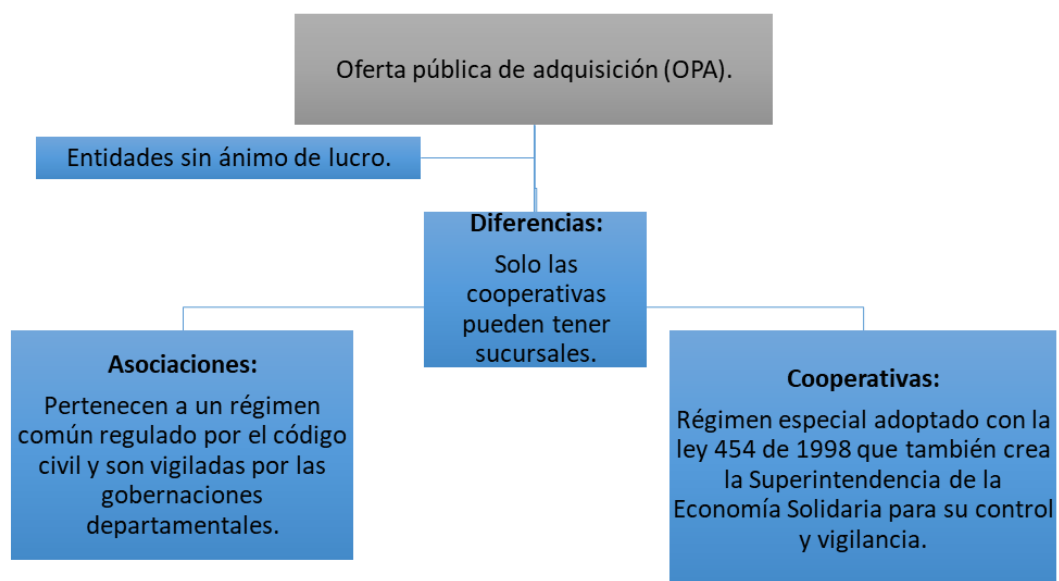 Oferta pública de adquisición (OPA).
Entidades sin ánimo de lucro.
Diferencias:
Solo las
cooperativas
pueden tener
sucursales.
Asociaciones:
Pertenecen a un régimen
común regulado por el código
civil y son vigiladas por las
gobernaciones
departamentales.
Cooperativas:
Régimen especial adoptado con la
ley 454 de 1998 que también crea
la Superintendencia de la
Economía Solidaria para su control
y vigilancia.